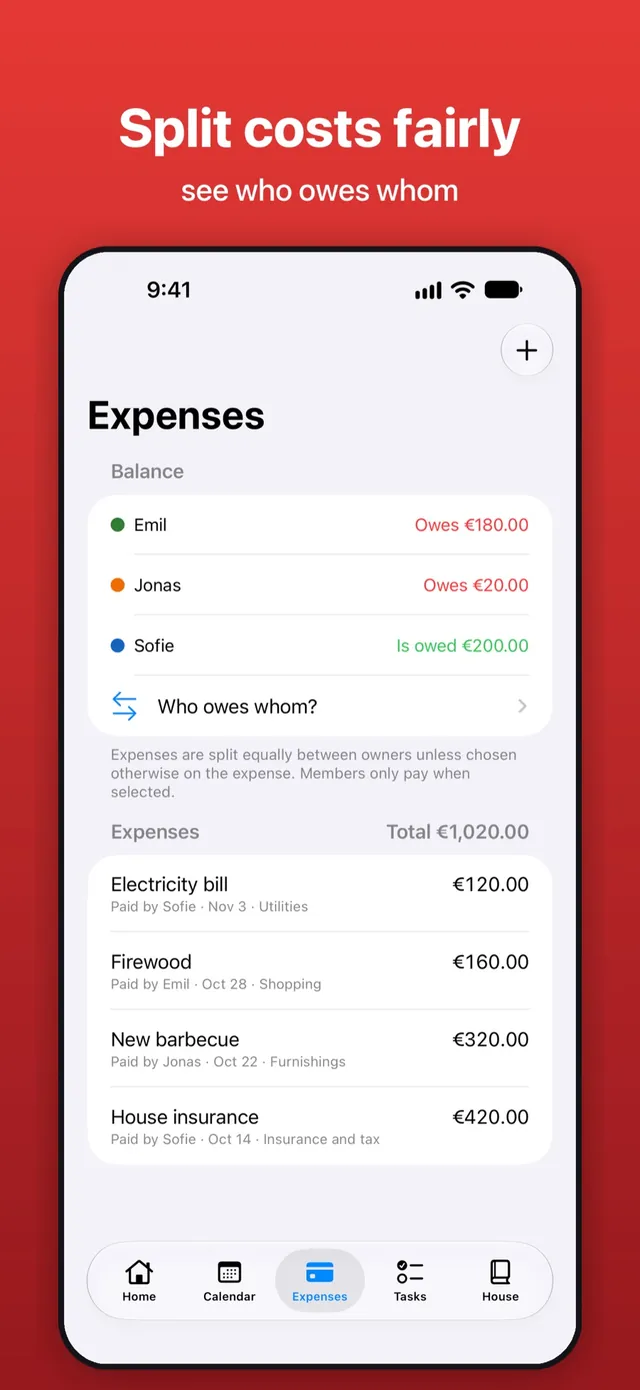 Split costs fairly
see who owes whom
9:41
Expenses
Balance
Emil Owes €180.00
Jonas Owes €20.00
Sofie Is owed €200.00
Who owes whom?
Expenses are split equally between owners unless chosen
otherwise on the expense. Members only pay when
selected.
Expenses Total €1,020.00
Electricity bill €120.00
Paid by Sofie · Nov 3 · Utilities
Firewood €160.00
Paid by Emil · Oct 28 · Shopping
New barbecue €320.00
Paid by Jonas · Oct 22 · Furnishings
House insurance €420.00
Paid by Sofie · Oct 14 · Insurance and tax
Home Calendar Expenses Tasks House